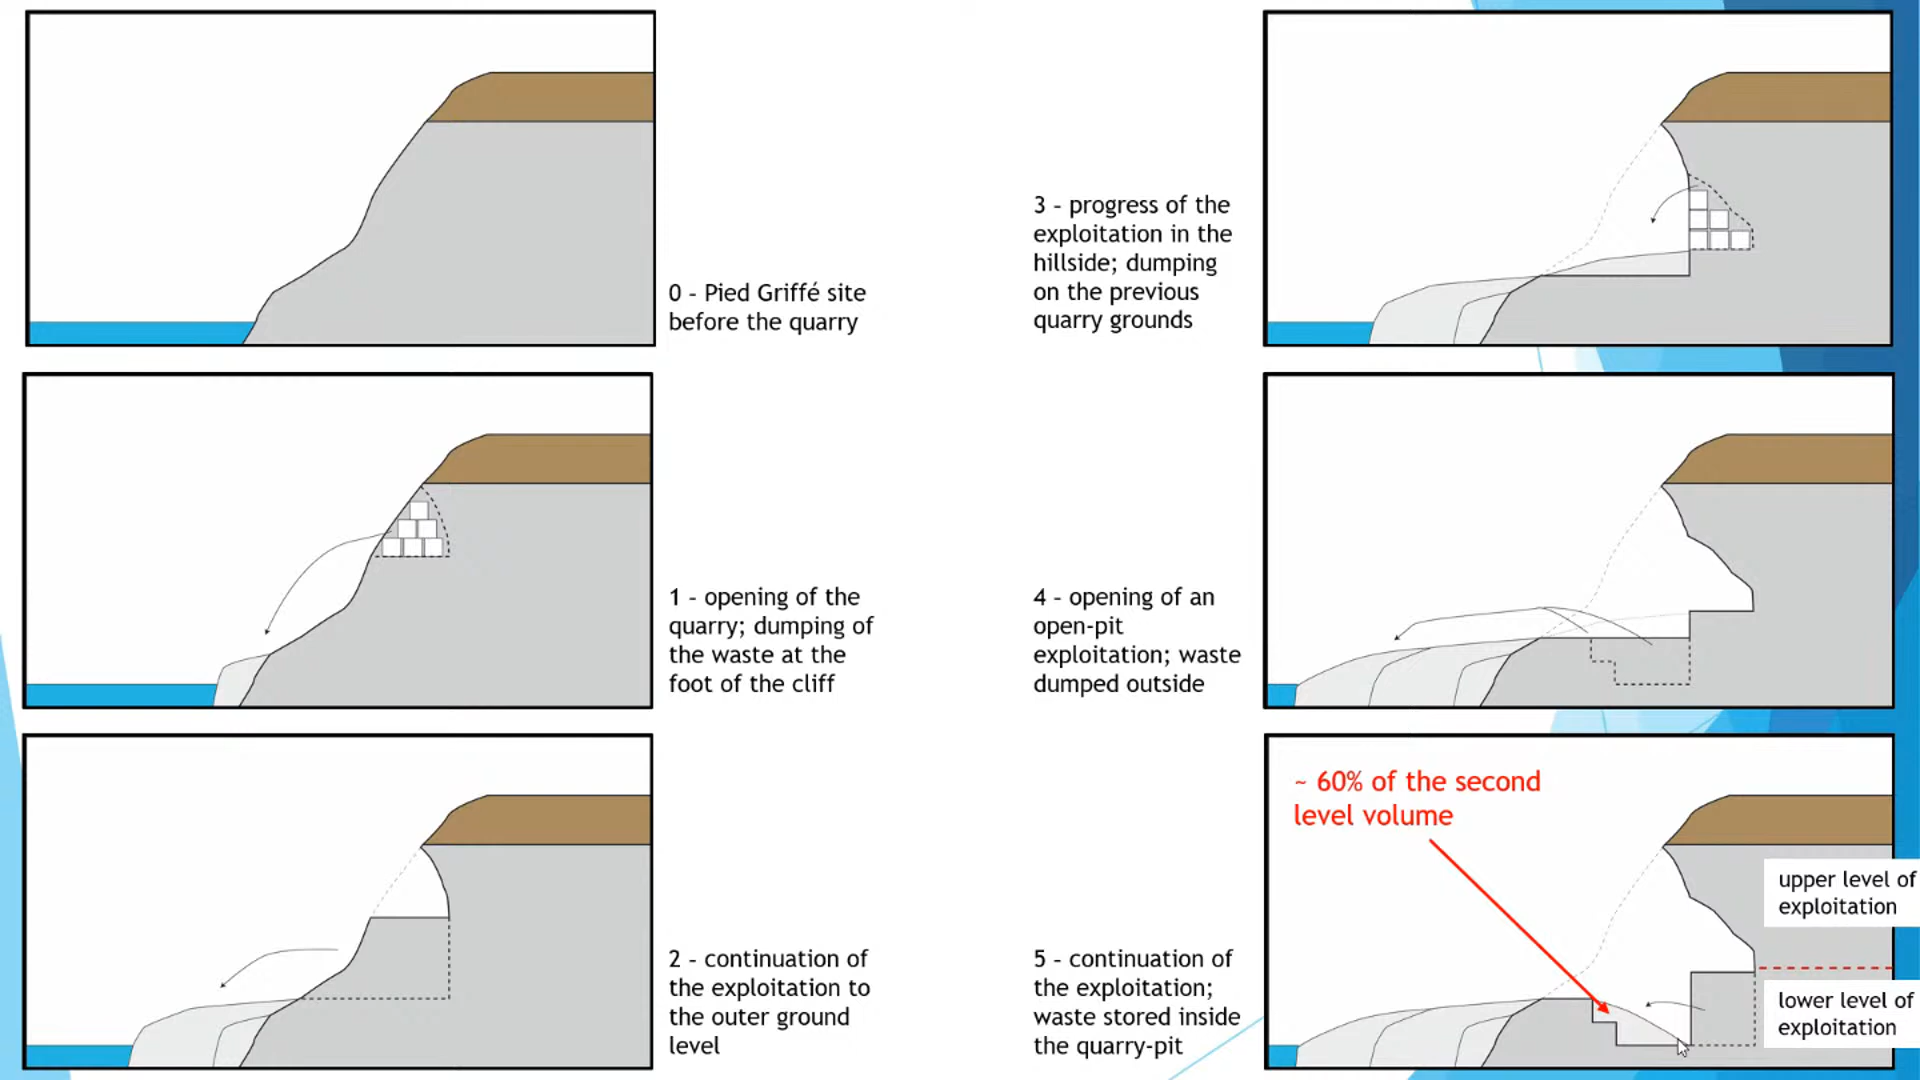 0 - Pied Griffé site
before the quarry
1 - opening of the
quarry; dumping of
the waste at the
foot of the cliff
2 - continuation of
the exploitation to
the outer ground
level
3 - progress of the
exploitation in the
hillside; dumping
on the previous
quarry grounds
4 - opening of an
open-pit
exploitation; waste
dumped outside
5 - continuation of
the exploitation;
waste stored inside
the quarry-pit
~ 60% of the second
level volume
upper level of
exploitation
lower level of
exploitation